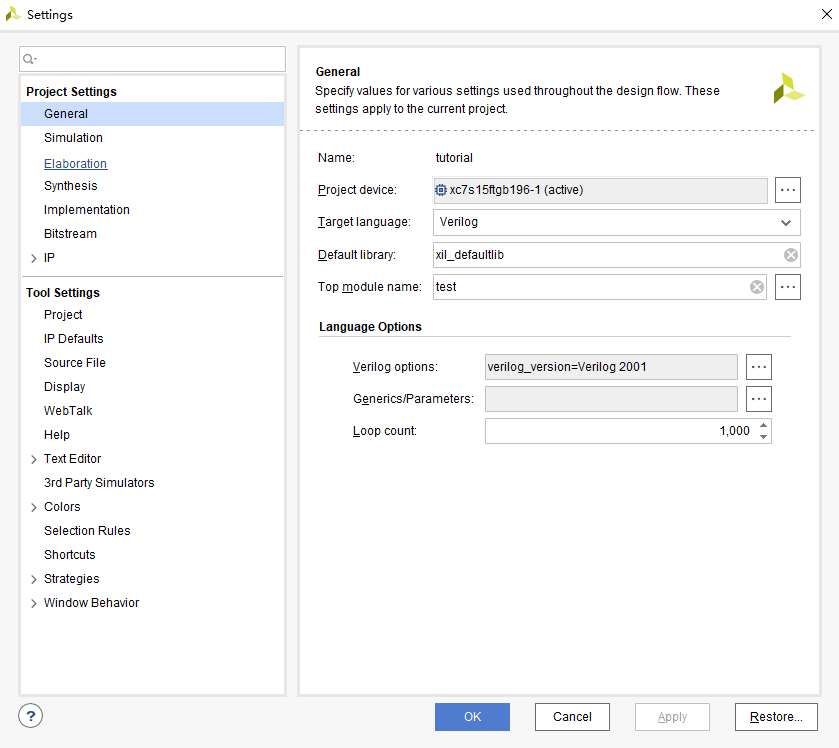 Settings
Project Settings
General
Simulation
Elaboration
Synthesis
Implementation
Bitstream
IP
Tool Settings
Project
IP Defaults
Source File
Display
WebTalk
Help
Text Editor
3rd Party Simulators
Colors
Selection Rules
Shortcuts
Strategies
Window Behavior
General
Specify values for various settings used throughout the design flow. These
settings apply to the current project.
Name: tutorial
Project device: xc7s15ftgb196-1 (active) ...
Target language: Verilog
Default library: xil_defaultlib
Top module name: test ...
Language Options
Verilog options: verilog_version=Verilog 2001 ...
Generics/Parameters: ...
Loop count: 1,000
? OK Cancel Apply Restore...